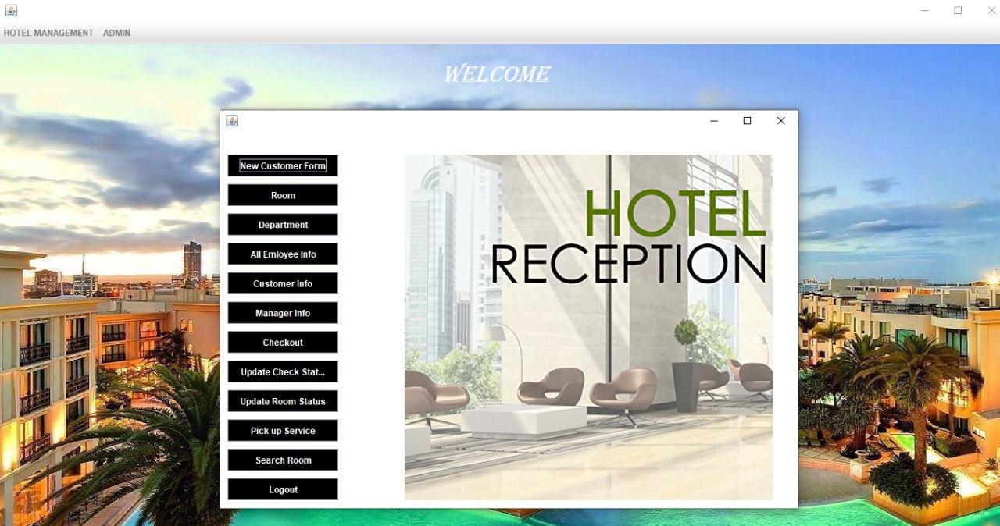 HOTEL MANAGEMENT ADMIN
WELCOME
New Customer Form
Room
Department
All Emloyee Info
Customer Info
Manager Info
Checkout
Update Check Stat...
Update Room Status
Pick up Service
Search Room
Logout
HOTEL
RECEPTION